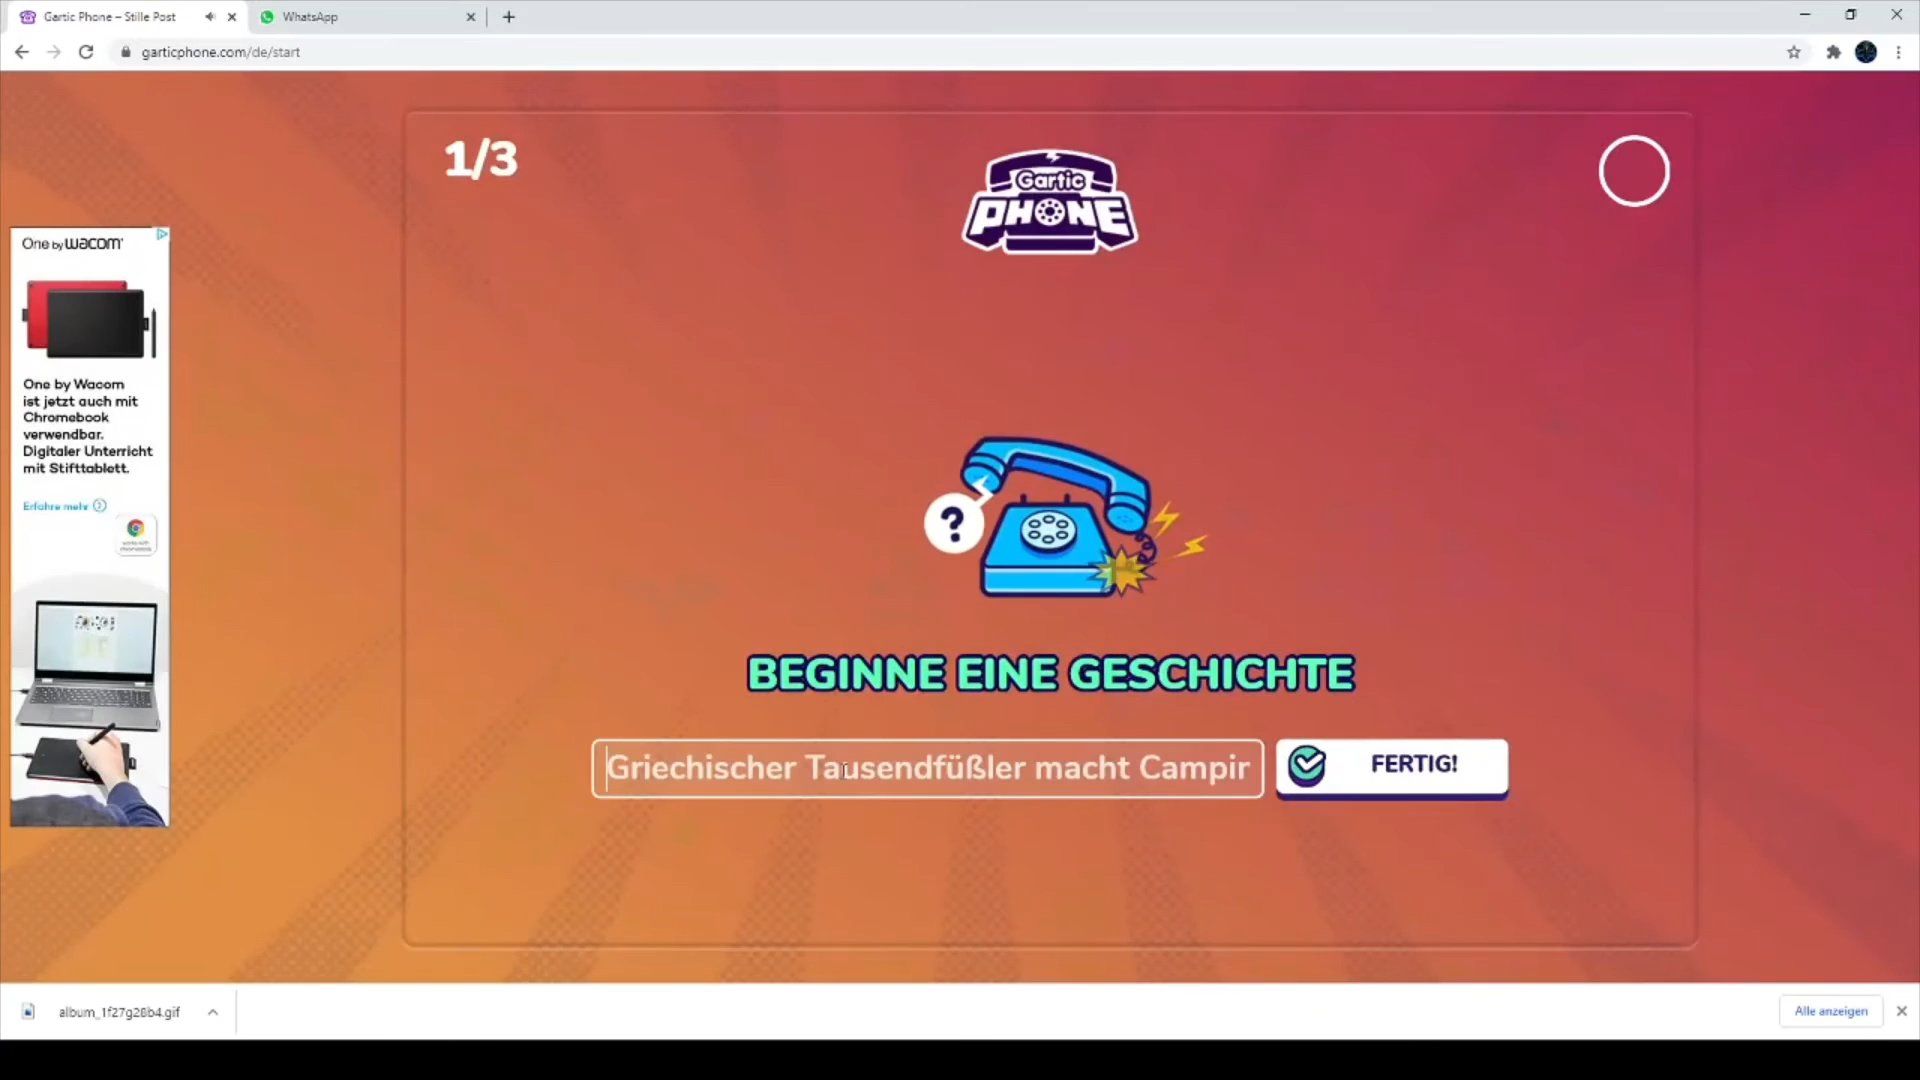 Gartic Phone – Stille Post
WhatsApp
garticphone.com/de/start
1/3
Gartic
PHONE
One by wacom
One by Wacom
ist jetzt auch mit
Chromebook
verwendbar.
Digitaler Unterricht
mit Stifttablett.
Erfahre mehr
?
BEGINNE EINE GESCHICHTE
Griechischer Tausendfüßler macht Campir
FERTIG!
album_1f27g28b4.gif
Alle anzeigen